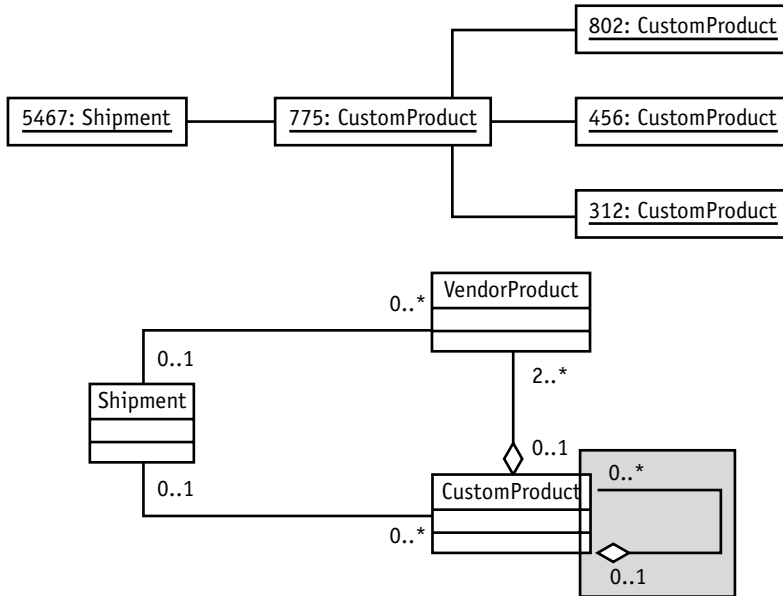 802: CustomProduct
5467: Shipment
775: CustomProduct
456: CustomProduct
312: CustomProduct
VendorProduct
0..*
0..1
2..*
Shipment
0..1
0..1
CustomProduct
0..*
0..*
0..1